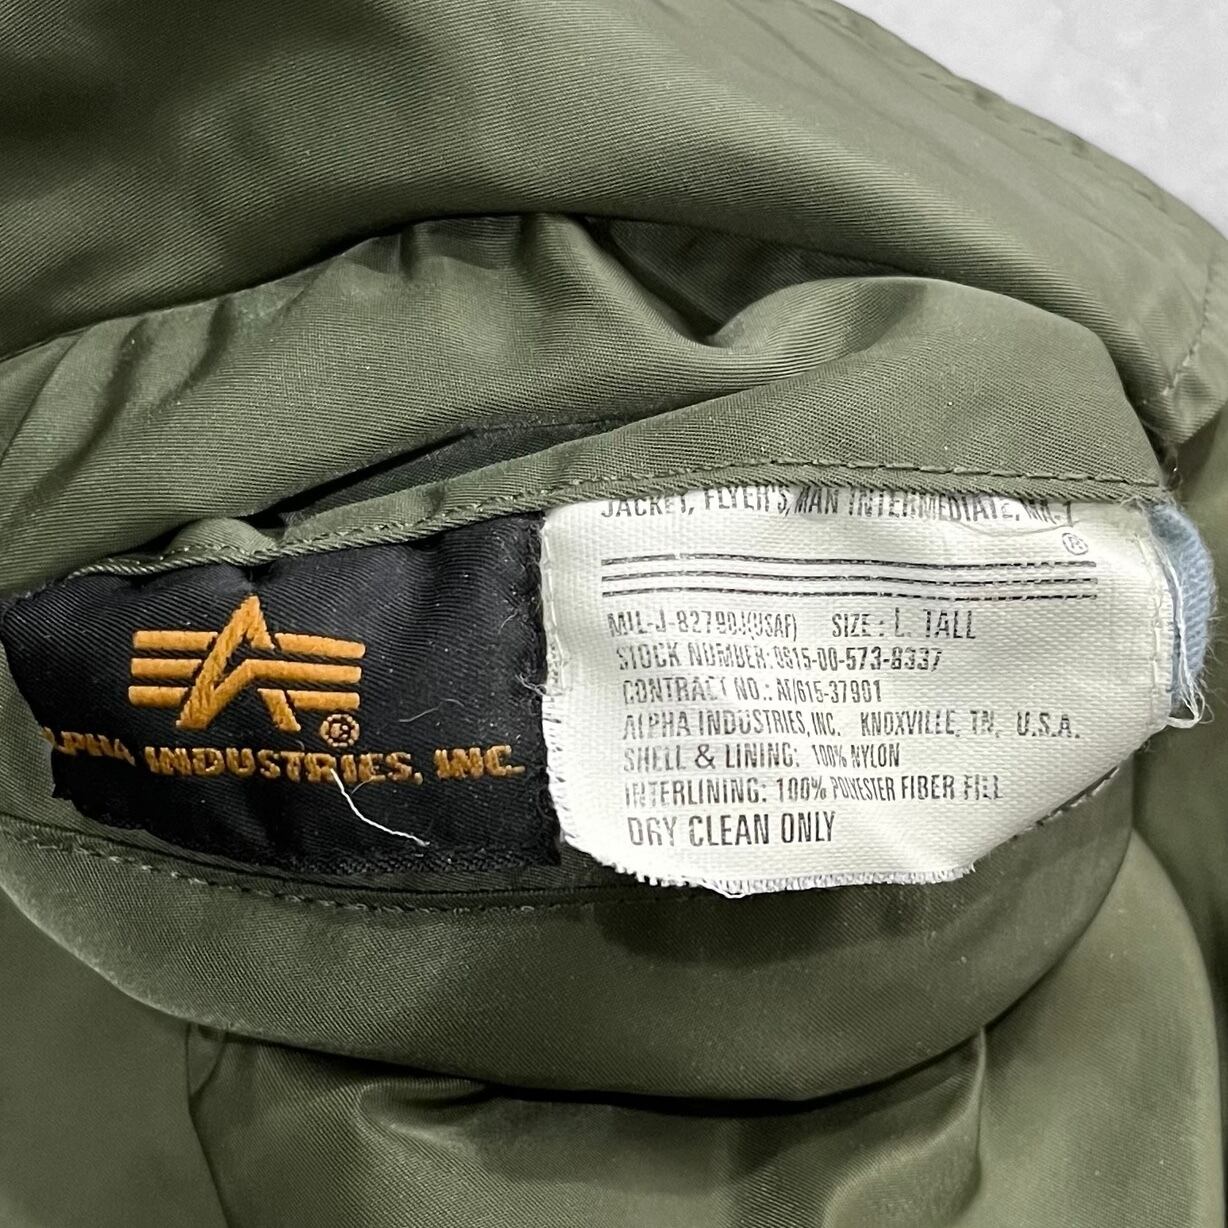 ALPHA INDUSTRIES, INC.
®
JACKET, FLYER'S, MAN INTERMEDIATE, MA-1
®
MIL-J-8279DJ(USAF) SIZE: L. TALL
STOCK NUMBER: 0S15-00-573-8337
CONTRACT NO.: AF/615-37901
ALPHA INDUSTRIES, INC. KNOXVILLE, TN, U.S.A.
SHELL & LINING: 100% NYLON
INTERLINING: 100% POLYESTER FIBER FILL
DRY CLEAN ONLY